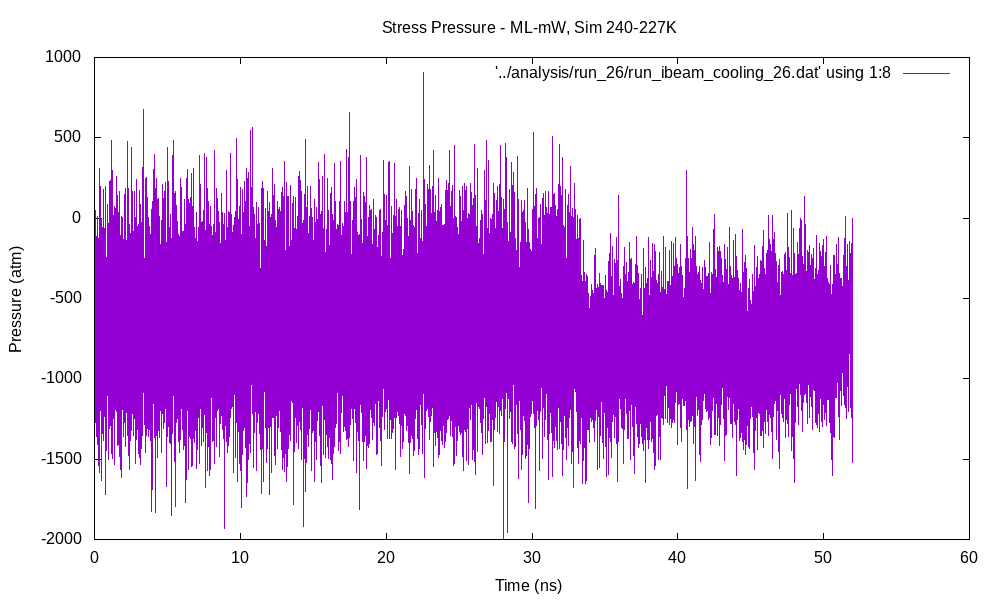 Stress Pressure - ML-mW, Sim 240-227K
'../analysis/run_26/run_ibeam_cooling_26.dat' using 1:8
1000
500
0
-500
-1000
-1500
-2000
Pressure (atm)
0 10 20 30 40 50 60
Time (ns)